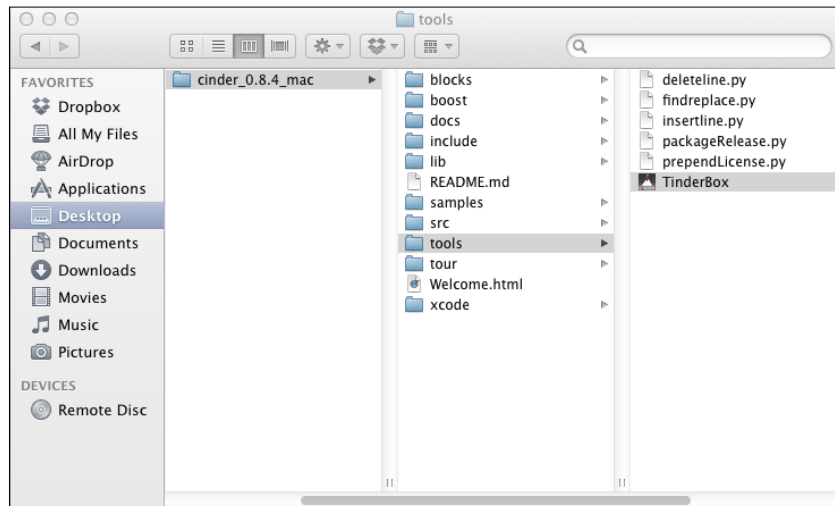 tools
FAVORITES
Dropbox
All My Files
AirDrop
Applications
Desktop
Documents
Downloads
Movies
Music
Pictures
DEVICES
Remote Disc
cinder_0.8.4_mac
blocks
boost
docs
include
lib
README.md
samples
src
tools
tour
Welcome.html
xcode
deleteline.py
findreplace.py
insertline.py
packageRelease.py
prependLicense.py
TinderBox